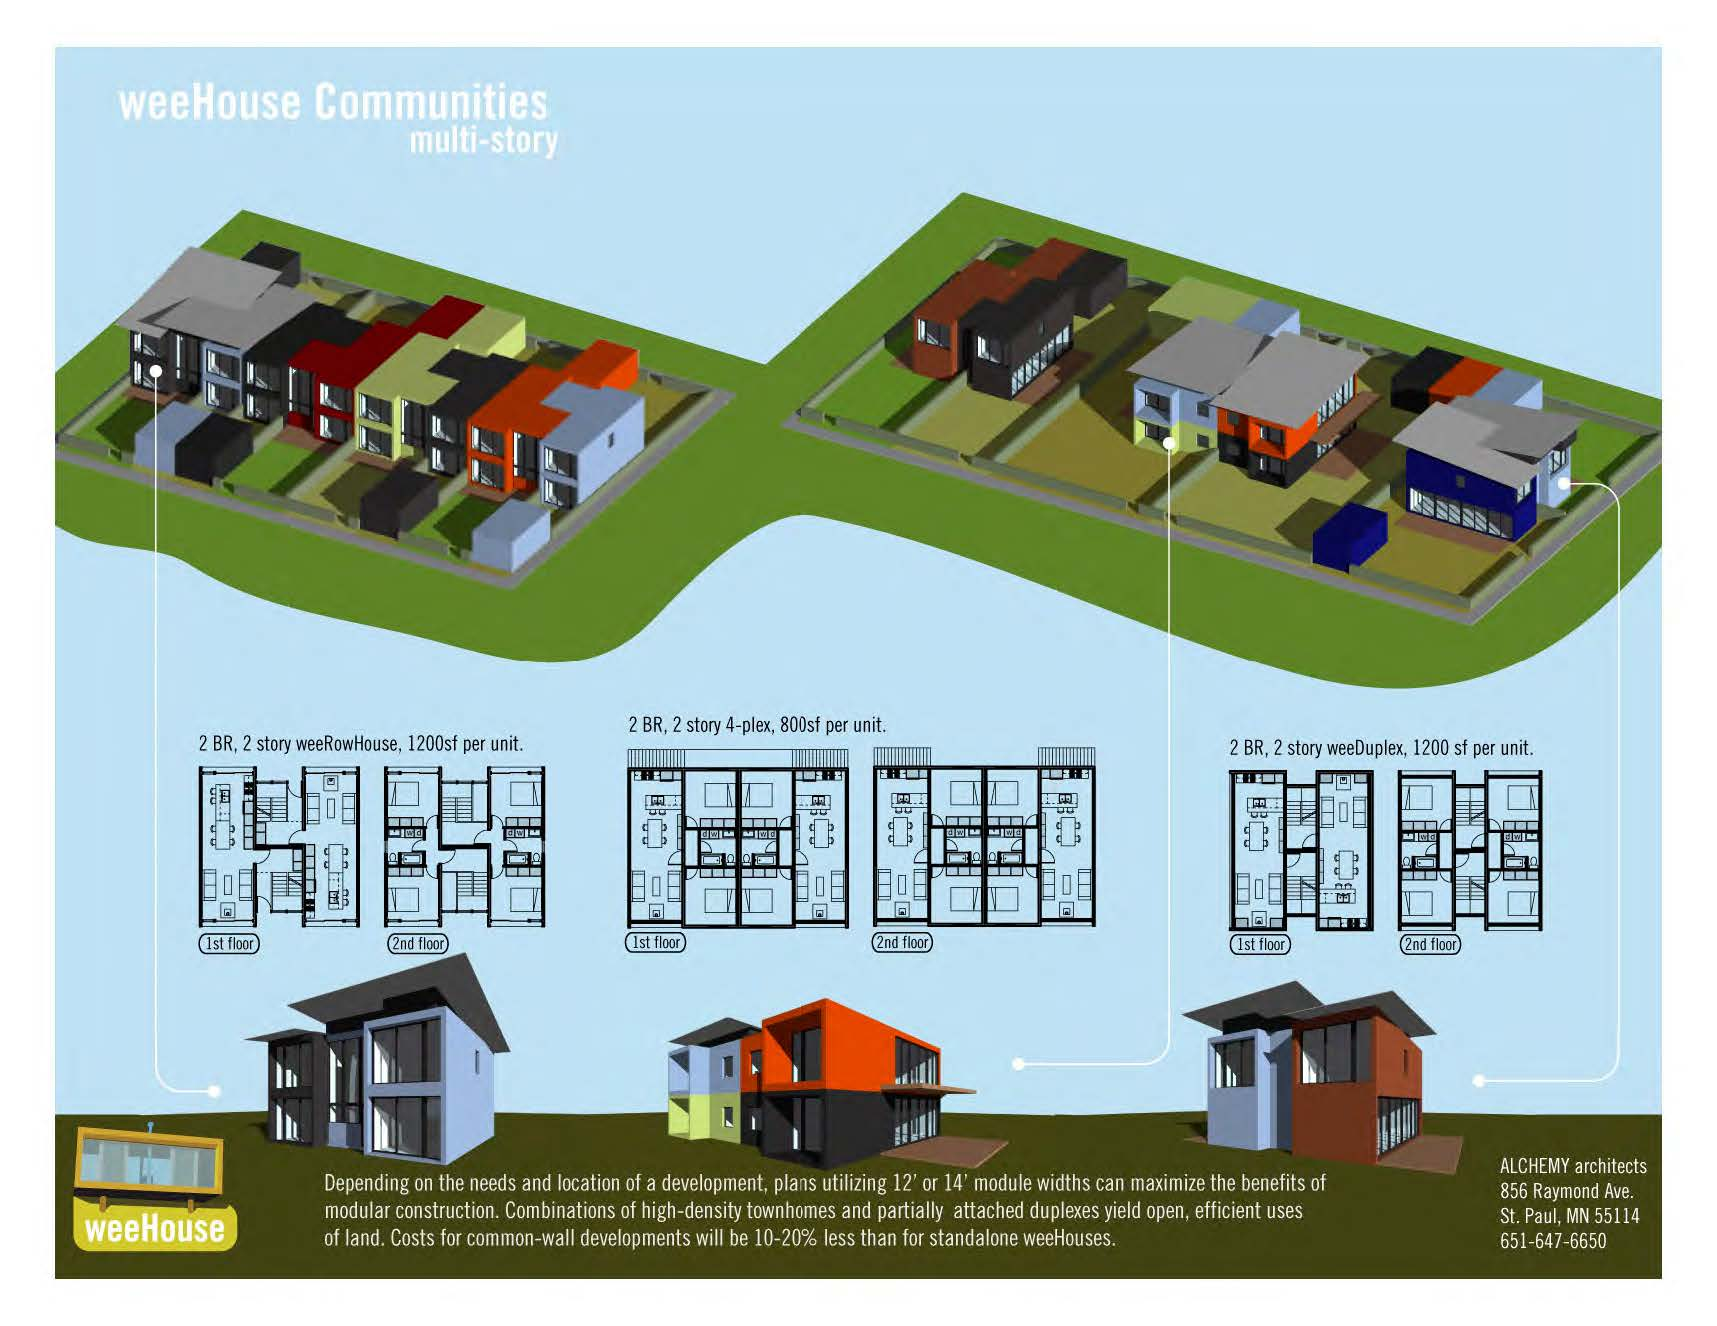 weeHouse Communities
multi-story
2 BR, 2 story weeRowHouse, 1200sf per unit.
1st floor
2nd floor
2 BR, 2 story 4-plex, 800sf per unit.
1st floor
2nd floor
2 BR, 2 story weeDuplex, 1200 sf per unit.
1st floor
2nd floor
weeHouse
Depending on the needs and location of a development, plans utilizing 12' or 14' module widths can maximize the benefits of
modular construction. Combinations of high-density townhomes and partially attached duplexes yield open, efficient uses
of land. Costs for common-wall developments will be 10-20% less than for standalone weeHouses.
ALCHEMY architects
856 Raymond Ave.
St. Paul, MN 55114
651-647-6650